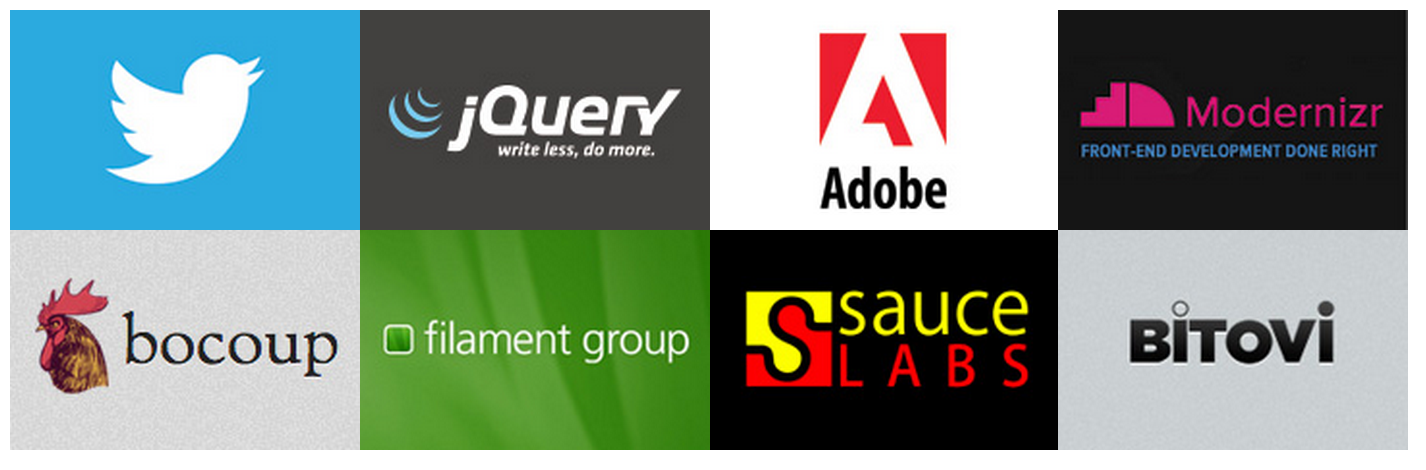 jQuery
write less, do more.
Adobe
Modernizr
FRONT-END DEVELOPMENT DONE RIGHT
bocoup
filament group
sauce
LABS
BiTOVi